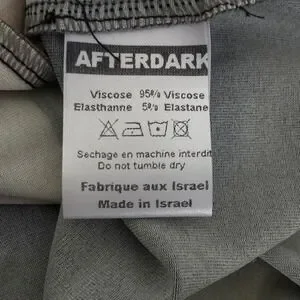 AFTERDARK
Viscose 95% Viscose
Elasthanne 5% Elastane
Sechage en machine interdit
Do not tumble dry
Fabrique aux Israel
Made in Israel